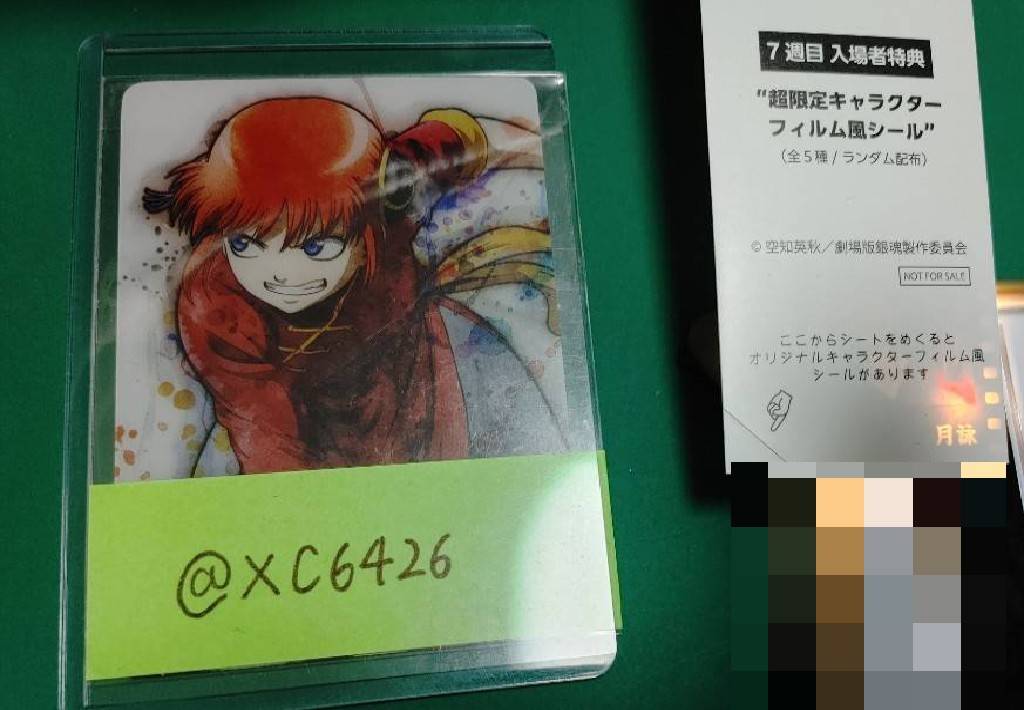 @XC6426
7週目 入場者特典
“超限定キャラクター
フィルム風シール”
(全5種/ランダム配布)
© 空知英秋/劇場版銀魂製作委員会
NOT FOR SALE
ここからシートをめくると
オリジナルキャラクターフィルム風
シールがあります
月詠